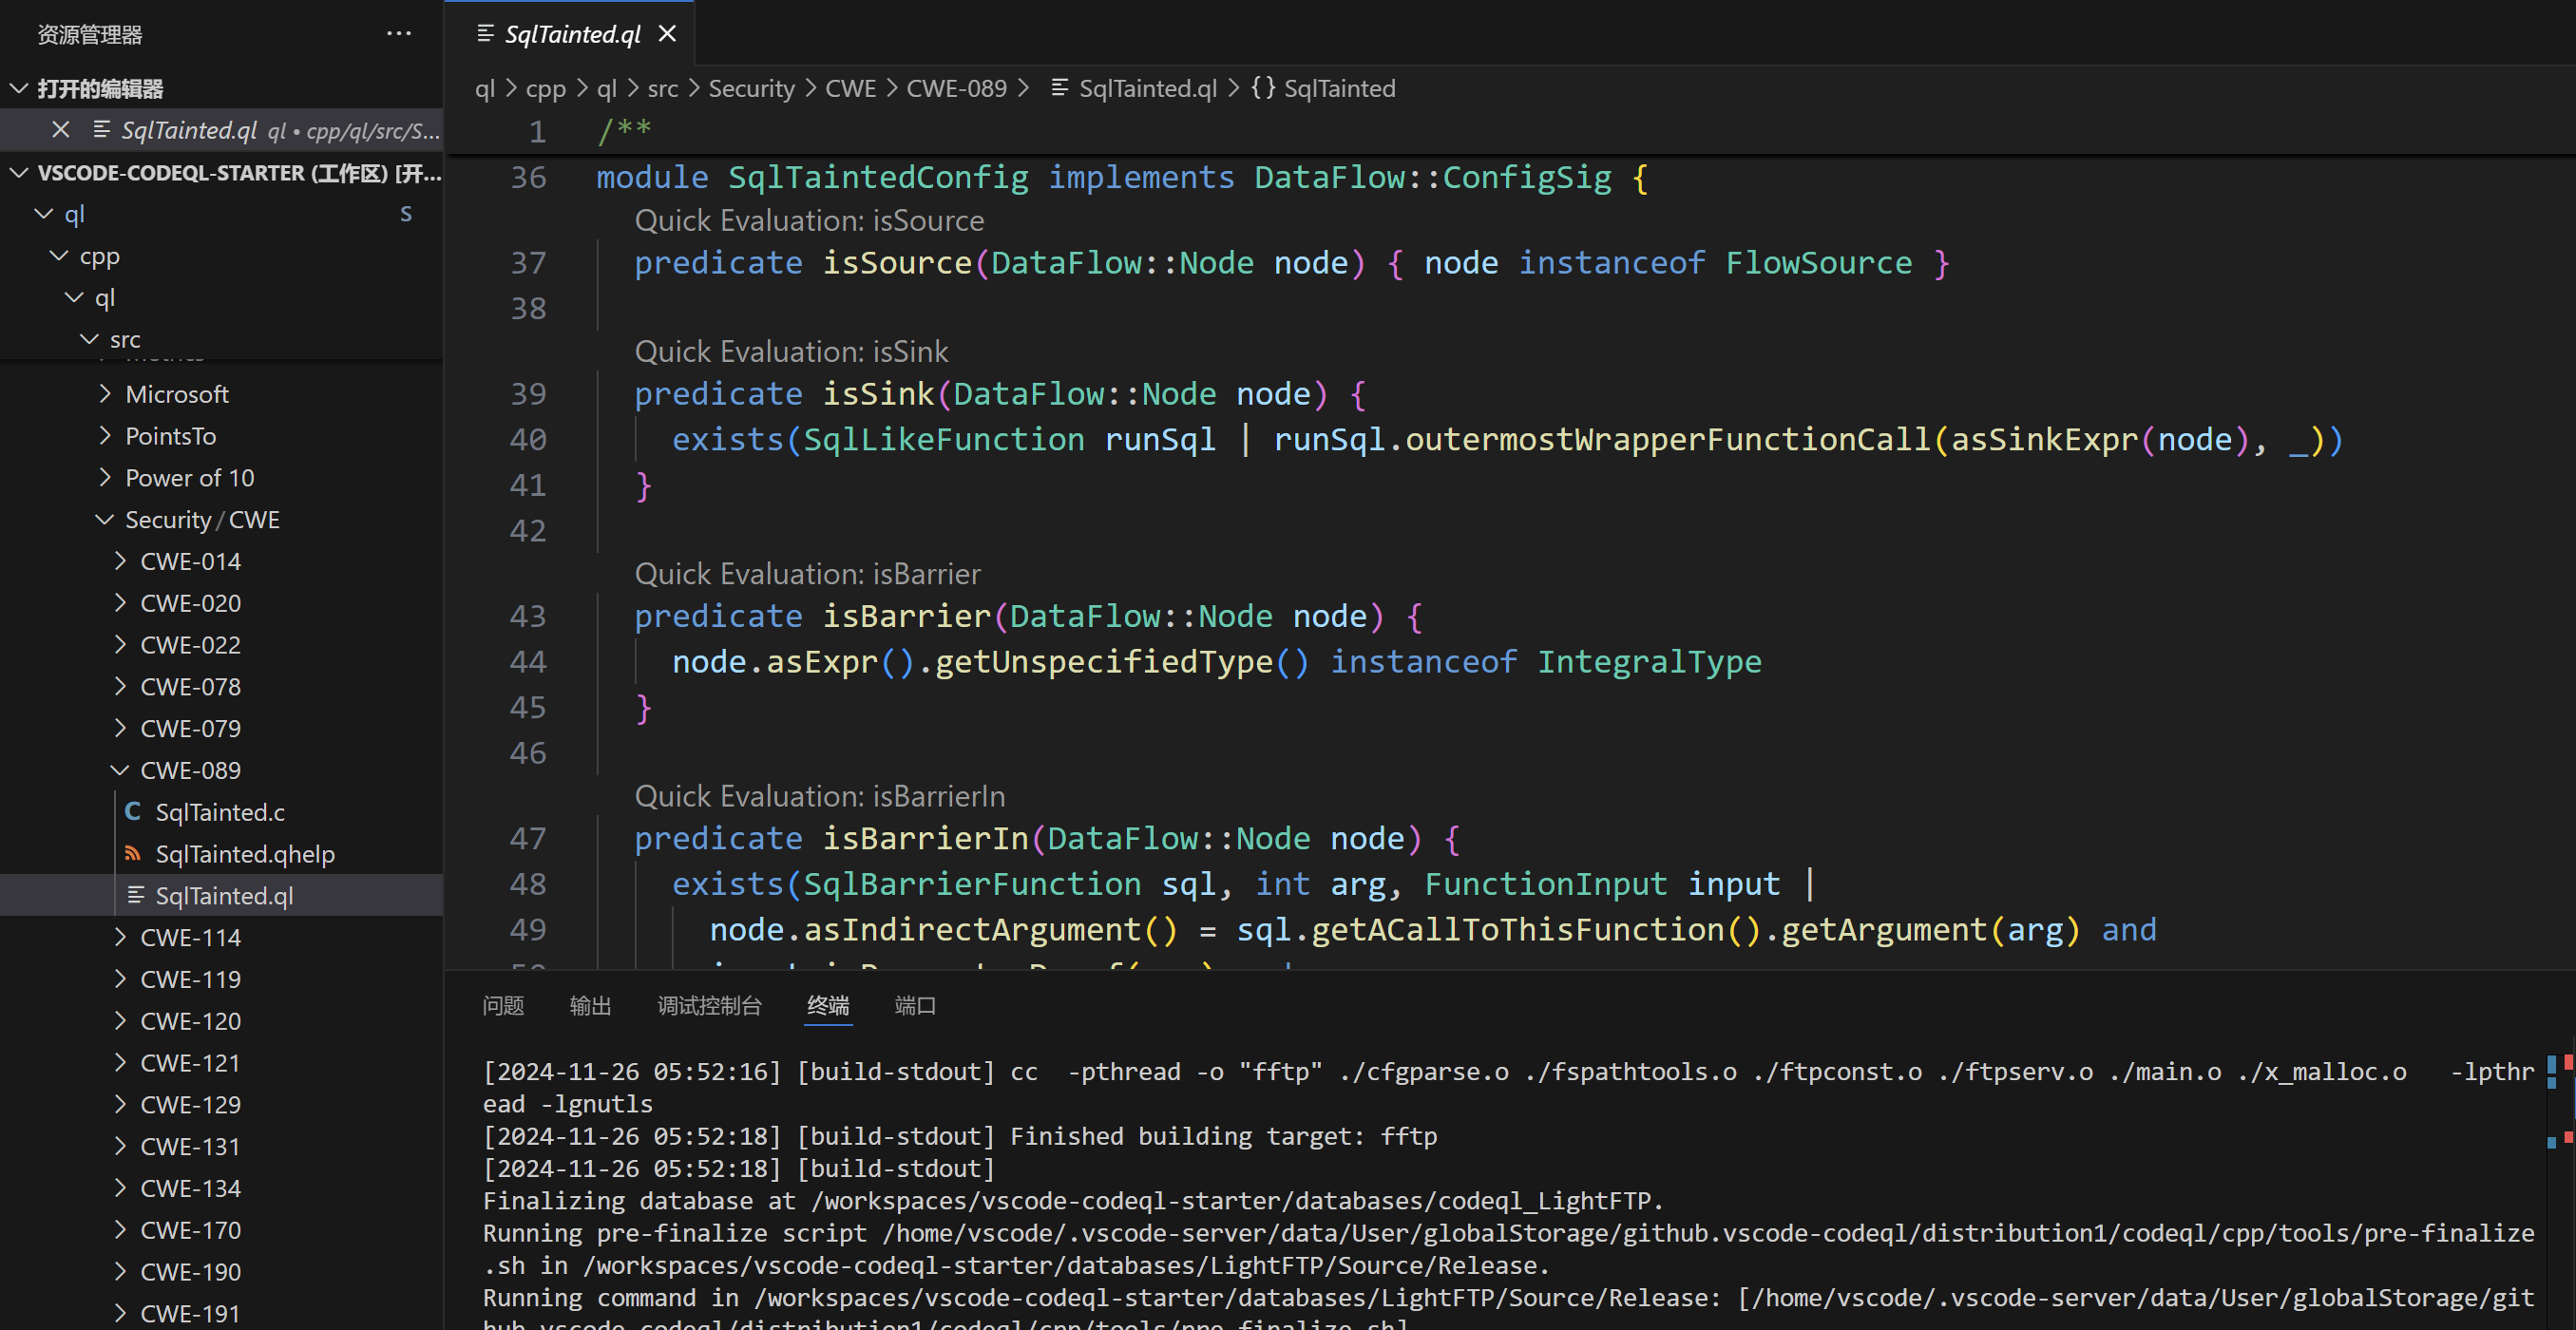 资源管理器
打开的编辑器
SqlTainted.ql ql • cpp/ql/src/S...
VSCODE-CODEQL-STARTER (工作区) [开...
ql S
cpp
ql
src
Microsoft
PointsTo
Power of 10
Security / CWE
CWE-014
CWE-020
CWE-022
CWE-078
CWE-079
CWE-089
SqlTainted.c
SqlTainted.qhelp
SqlTainted.ql
CWE-114
CWE-119
CWE-120
CWE-121
CWE-129
CWE-131
CWE-134
CWE-170
CWE-190
CWE-191
SqlTainted.ql
ql > cpp > ql > src > Security > CWE > CWE-089 > SqlTainted.ql > {} SqlTainted
1 /**
36 module SqlTaintedConfig implements DataFlow::ConfigSig {
Quick Evaluation: isSource
37 predicate isSource(DataFlow::Node node) { node instanceof FlowSource }
38
Quick Evaluation: isSink
39 predicate isSink(DataFlow::Node node) {
40 exists(SqlLikeFunction runSql | runSql.outermostWrapperFunctionCall(asSinkExpr(node), _))
41 }
42
Quick Evaluation: isBarrier
43 predicate isBarrier(DataFlow::Node node) {
44 node.asExpr().getUnspecifiedType() instanceof IntegralType
45 }
46
Quick Evaluation: isBarrierIn
47 predicate isBarrierIn(DataFlow::Node node) {
48 exists(SqlBarrierFunction sql, int arg, FunctionInput input |
49 node.asIndirectArgument() = sql.getACallToThisFunction().getArgument(arg) and
问题 输出 调试控制台 终端 端口
[2024-11-26 05:52:16] [build-stdout] cc  -pthread -o "fftp" ./cfgparse.o ./fspathtools.o ./ftpconst.o ./ftpserv.o ./main.o ./x_malloc.o   -lpthr
ead -lgnutls
[2024-11-26 05:52:18] [build-stdout] Finished building target: fftp
[2024-11-26 05:52:18] [build-stdout]
Finalizing database at /workspaces/vscode-codeql-starter/databases/codeql_LightFTP.
Running pre-finalize script /home/vscode/.vscode-server/data/User/globalStorage/github.vscode-codeql/distribution1/codeql/cpp/tools/pre-finalize
.sh in /workspaces/vscode-codeql-starter/databases/LightFTP/Source/Release.
Running command in /workspaces/vscode-codeql-starter/databases/LightFTP/Source/Release: [/home/vscode/.vscode-server/data/User/globalStorage/git
hub.vscode-codeql/distribution1/codeql/cpp/tools/pre-finalize.sh]